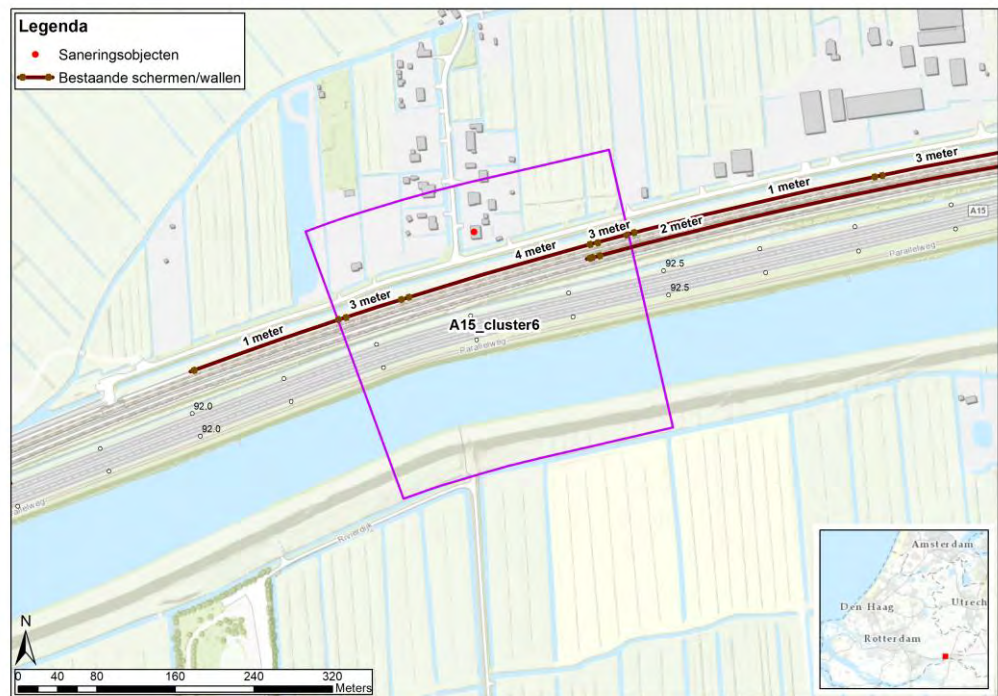 Legenda
Saneringsobjecten
Bestaande schermen/wallen
3 meter
1 meter
A15
3 meter
2 meter
4 meter
Parallelweg
92.5
3 meter
92.5
1 meter
A15_cluster6
Parallelweg
92.0
92.0
Parallelweg
Rivierdijk
Amsterdam
Den Haag
Utrech
Rotterdam
N
0 40 80 160 240 320
Meters